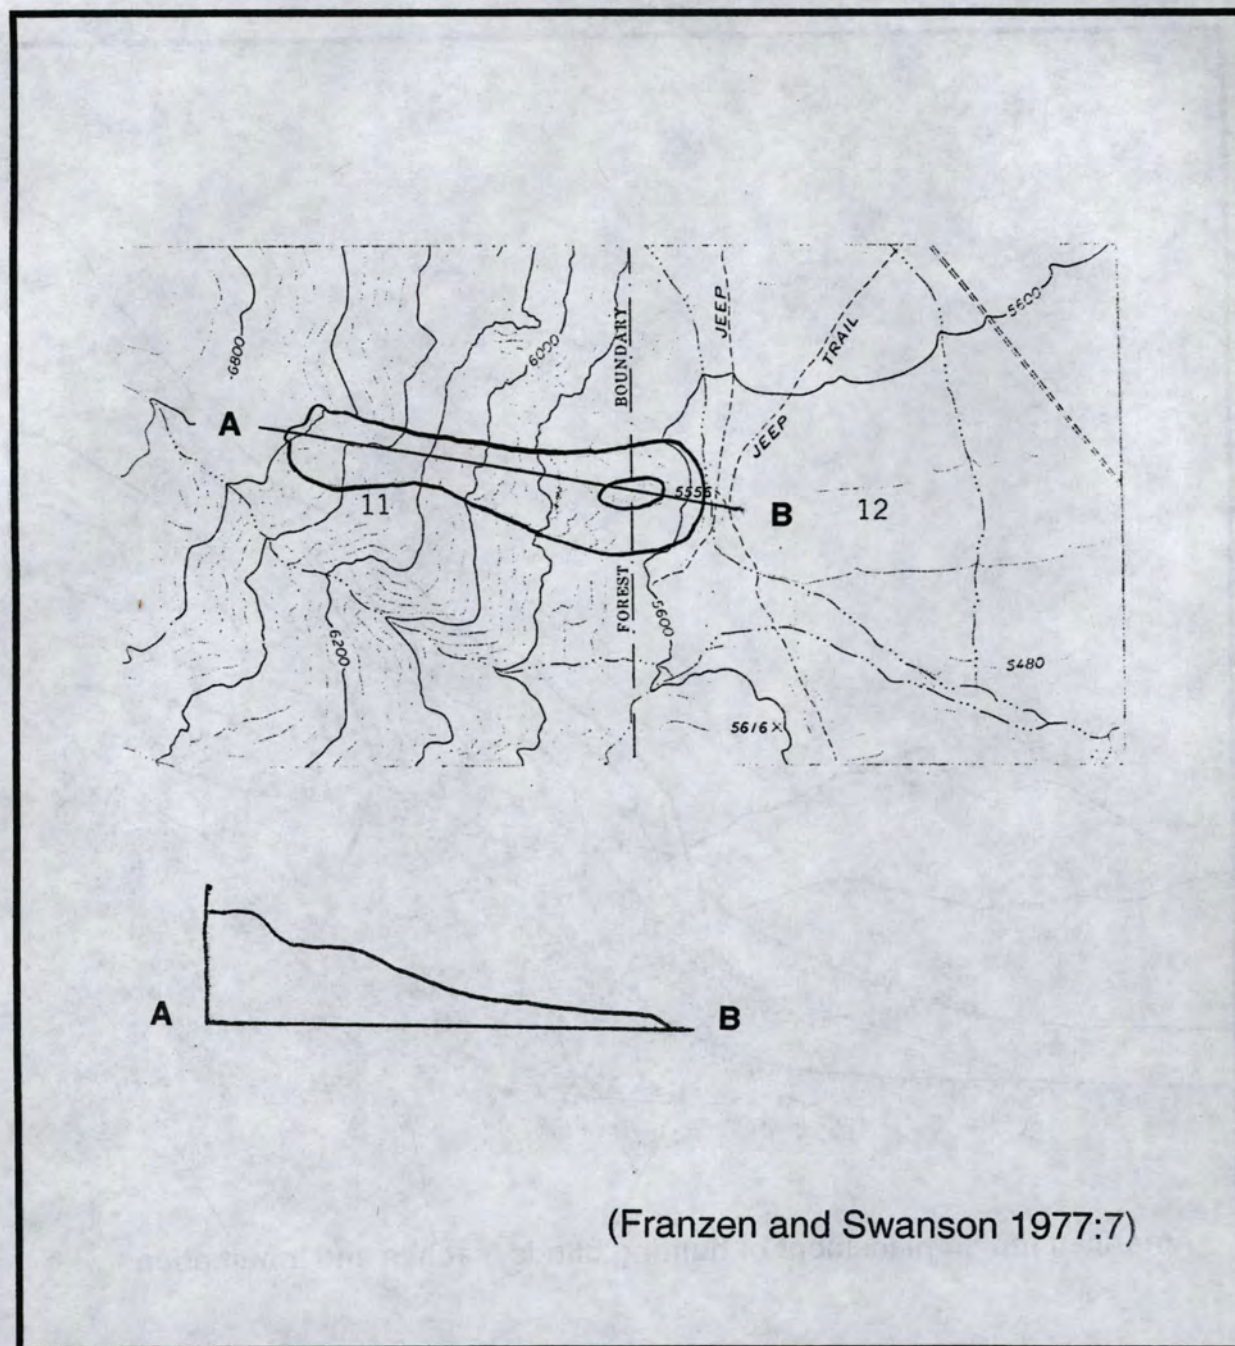 6800
6000
BOUNDARY
JEEP
TRAIL
5600
A
JEEP
5556
11
B
12
FOREST
5600
6200
5480
5616 ×
A
B
(Franzen and Swanson 1977:7)